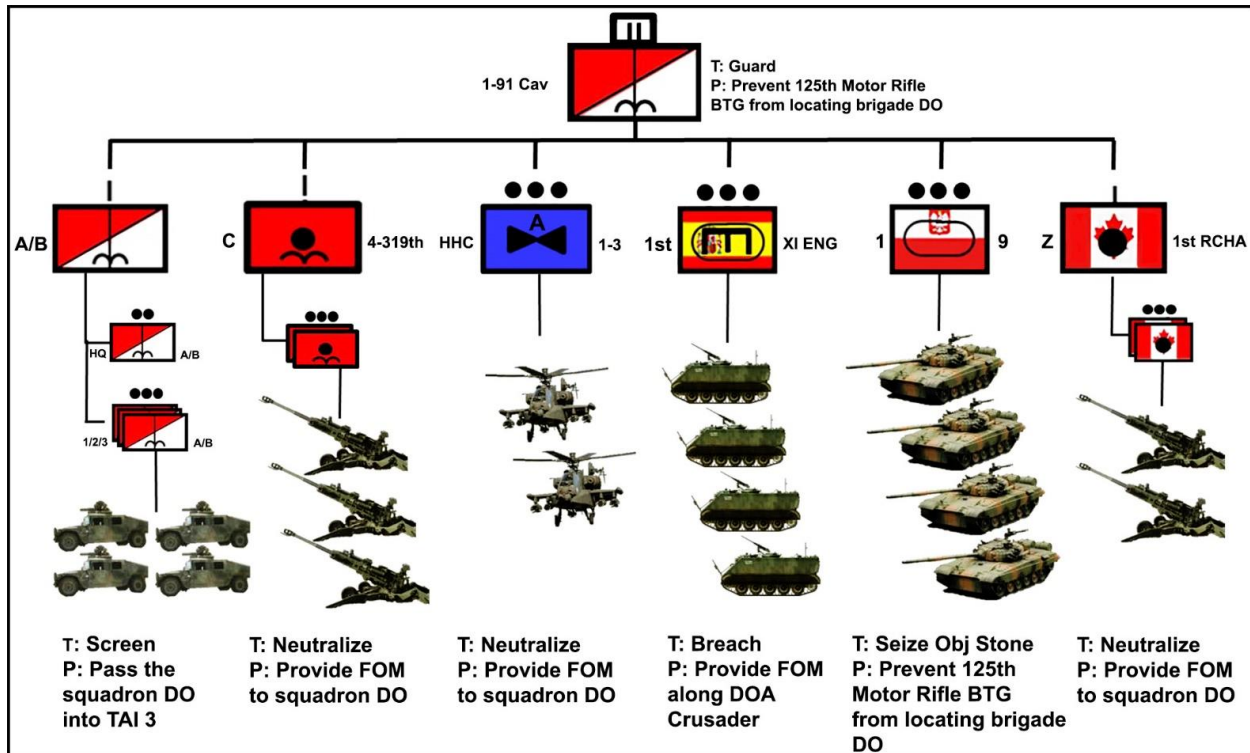 1-91 Cav
T: Guard
P: Prevent 125th Motor Rifle
BTG from locating brigade DO
A/B
C
4-319th
HHC
A
1-3
1st
XI ENG
1
9
Z
1st RCHA
HQ
A/B
1/2/3
A/B
T: Screen
P: Pass the
squadron DO
into TAI 3
T: Neutralize
P: Provide FOM
to squadron DO
T: Neutralize
P: Provide FOM
to squadron DO
T: Breach
P: Provide FOM
along DOA
Crusader
T: Seize Obj Stone
P: Prevent 125th
Motor Rifle BTG
from locating brigade
DO
T: Neutralize
P: Provide FOM
to squadron DO